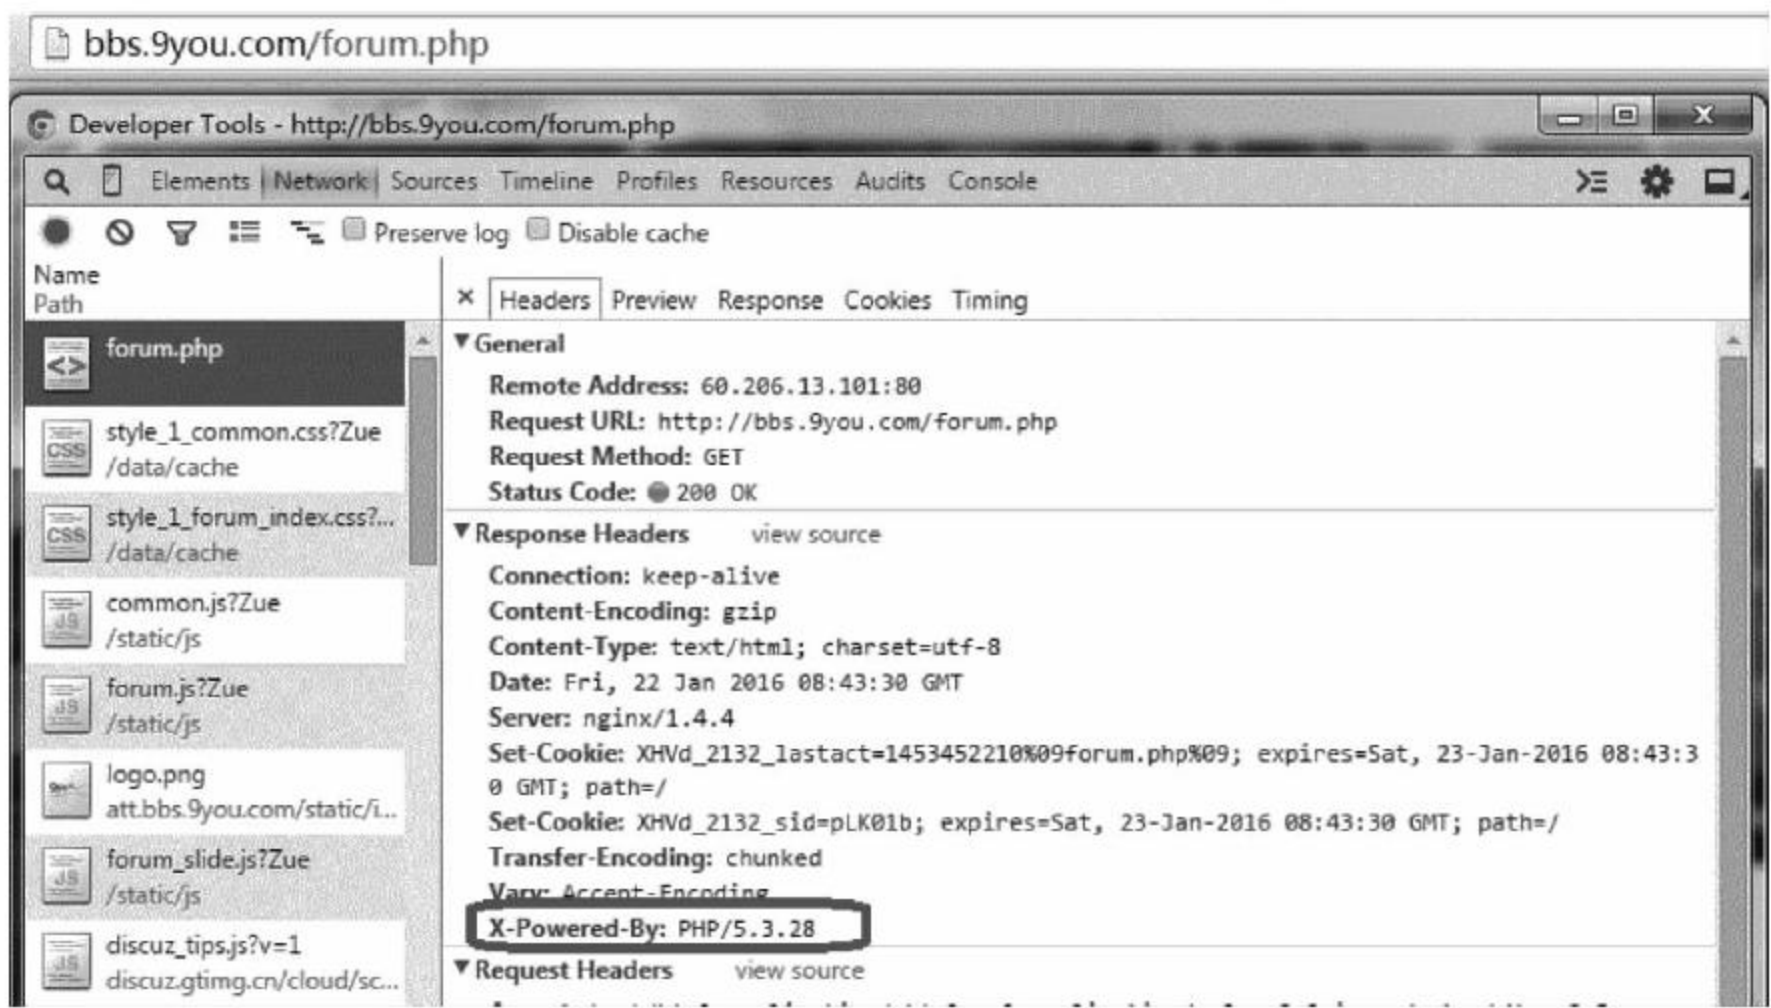 bbs.9you.com/forum.php
Developer Tools - http://bbs.9you.com/forum.php
Elements Network Sources Timeline Profiles Resources Audits Console
Preserve log Disable cache
Name
Path
× Headers Preview Response Cookies Timing
forum.php
style_1_common.css?Zue
/data/cache
style_1_forum_index.css?...
/data/cache
common.js?Zue
/static/js
forum.js?Zue
/static/js
logo.png
att.bbs.9you.com/static/i...
forum_slide.js?Zue
/static/js
discuz_tips.js?v=1
discuz.gtimg.cn/cloud/sc...
General
Remote Address: 60.206.13.101:80
Request URL: http://bbs.9you.com/forum.php
Request Method: GET
Status Code: 200 OK
Response Headers view source
Connection: keep-alive
Content-Encoding: gzip
Content-Type: text/html; charset=utf-8
Date: Fri, 22 Jan 2016 08:43:30 GMT
Server: nginx/1.4.4
Set-Cookie: XHVd_2132_lastact=1453452210%09forum.php%09; expires=Sat, 23-Jan-2016 08:43:3
0 GMT; path=/
Set-Cookie: XHVd_2132_sid=pLK01b; expires=Sat, 23-Jan-2016 08:43:30 GMT; path=/
Transfer-Encoding: chunked
Vary: Accept-Encoding
X-Powered-By: PHP/5.3.28
Request Headers view source